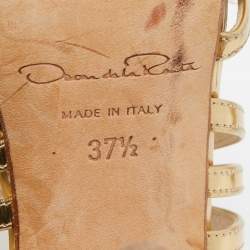 Oscar de la Renta
MADE IN ITALY
37½